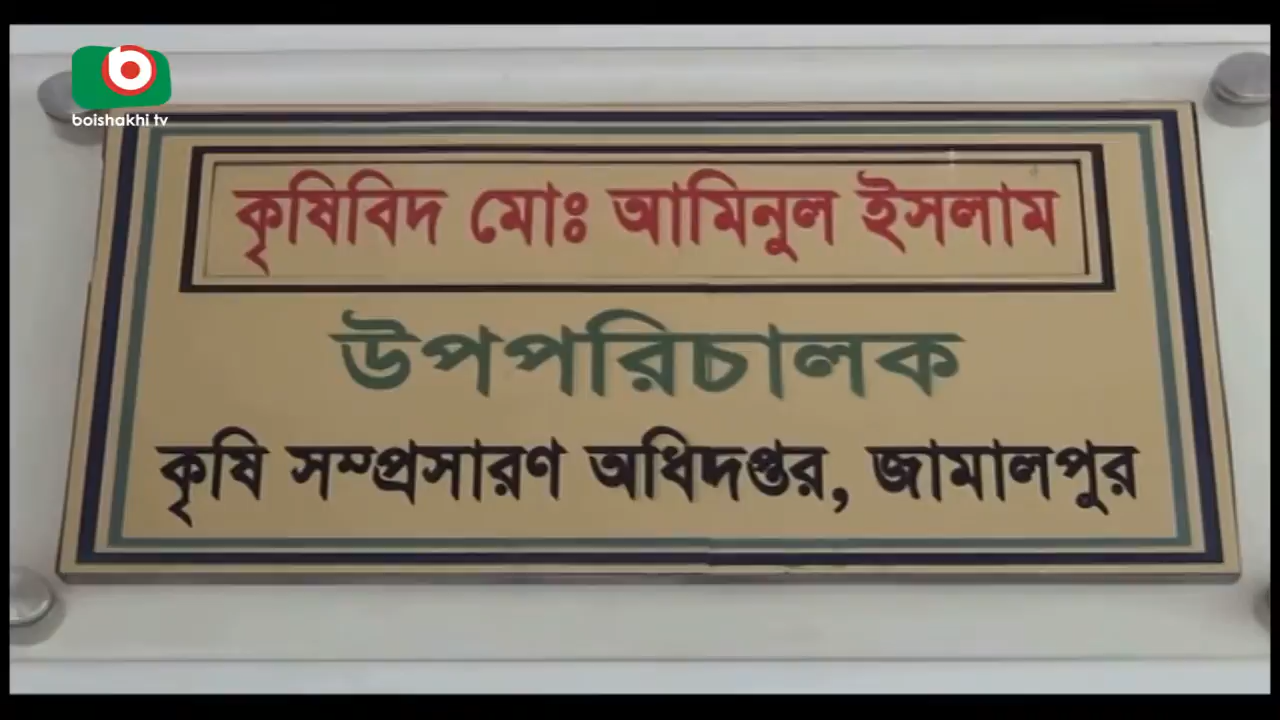 boishakhi tv
কৃষিবিদ মোঃ আমিনুল ইসলাম
উপপরিচালক
কৃষি সম্প্রসারণ অধিদপ্তর, জামালপুর